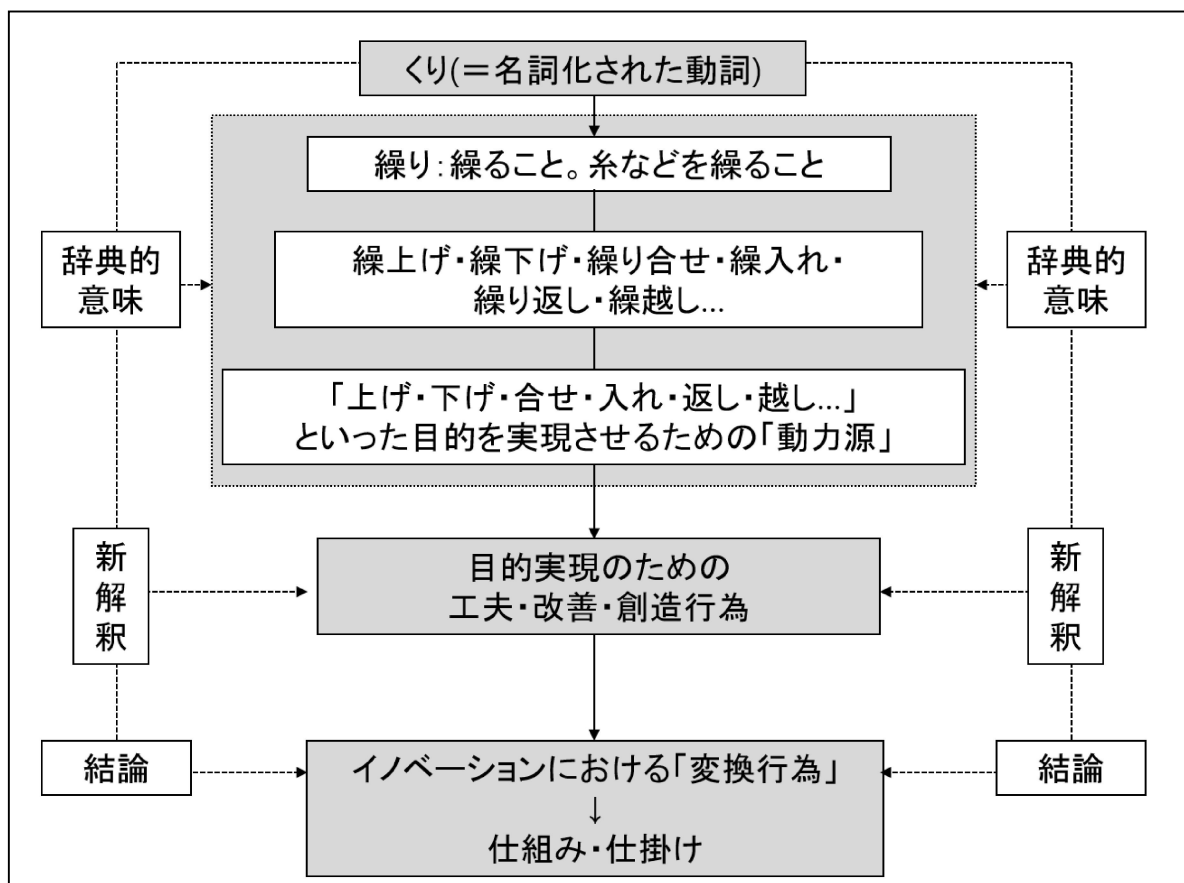 くり(＝名詞化された動詞)
繰り：繰ること。糸などを繰ること
辞典的
意味
繰上げ・繰下げ・繰り合せ・繰入れ・
繰り返し・繰越し...
辞典的
意味
「上げ・下げ・合せ・入れ・返し・越し...」
といった目的を実現させるための「動力源」
新
解
釈
目的実現のための
工夫・改善・創造行為
新
解
釈
結論
イノベーションにおける「変換行為」
↓
仕組み・仕掛け
結論